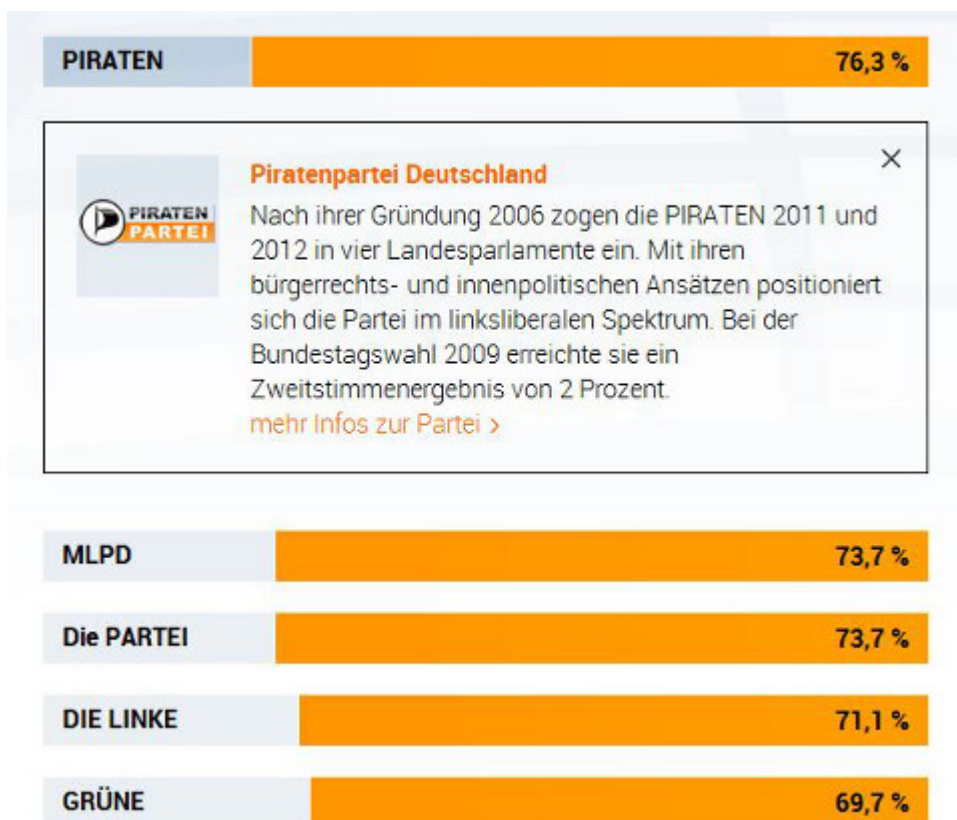 PIRATEN 76,3 %
Piratenpartei Deutschland
PIRATEN
PARTEI
Nach ihrer Gründung 2006 zogen die PIRATEN 2011 und
2012 in vier Landesparlamente ein. Mit ihren
bürgerrechts- und innenpolitischen Ansätzen positioniert
sich die Partei im linksliberalen Spektrum. Bei der
Bundestagswahl 2009 erreichte sie ein
Zweitstimmenergebnis von 2 Prozent.
mehr Infos zur Partei >
MLPD 73,7 %
Die PARTEI 73,7 %
DIE LINKE 71,1 %
GRÜNE 69,7 %